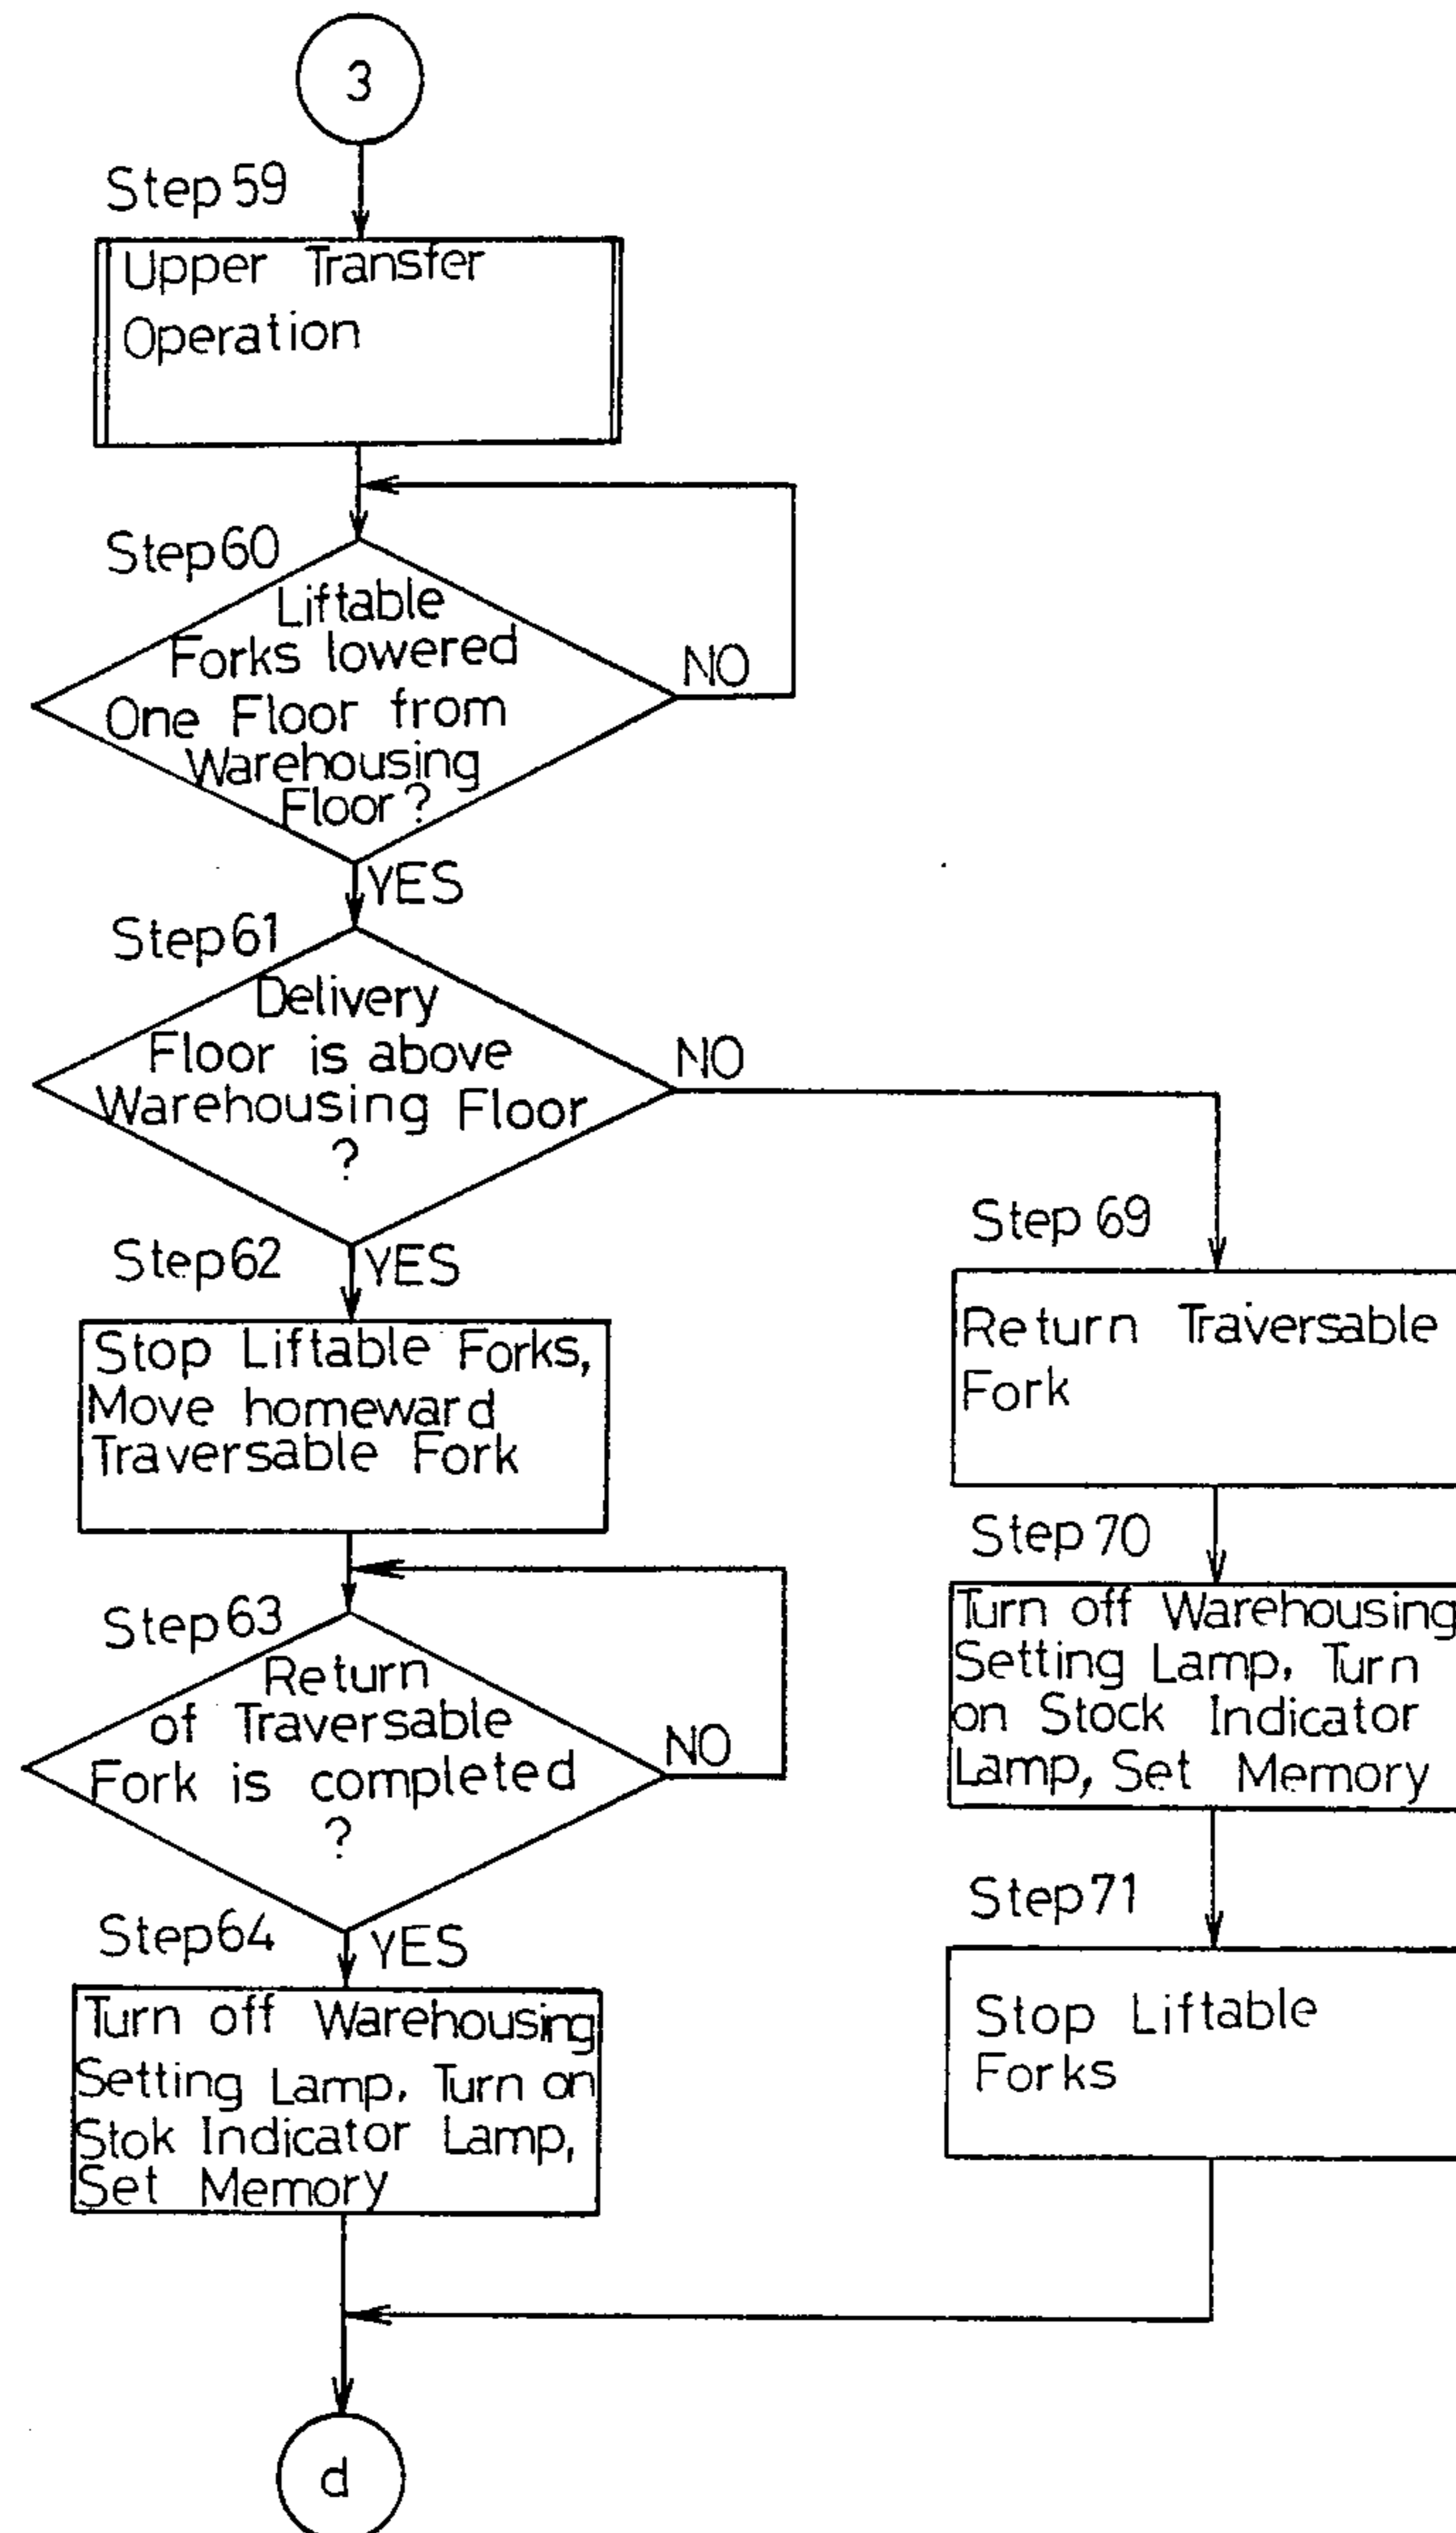 3
Step 59
Upper Transfer
Operation
Step 60
Liftable
Forks lowered
One Floor from
Warehousing
Floor?
NO
YES
Step 61
Delivery
Floor is above
Warehousing Floor
?
NO
YES
Step 62
Stop Liftable Forks,
Move homeward
Traversable Fork
Step 63
Return
of Traversable
Fork is completed
?
NO
YES
Step 64
Turn off Warehousing
Setting Lamp, Turn on
Stok Indicator Lamp,
Set Memory
Step 69
Return Traversable
Fork
Step 70
Turn off Warehousing
Setting Lamp, Turn
on Stock Indicator
Lamp, Set Memory
Step 71
Stop Liftable
Forks
d